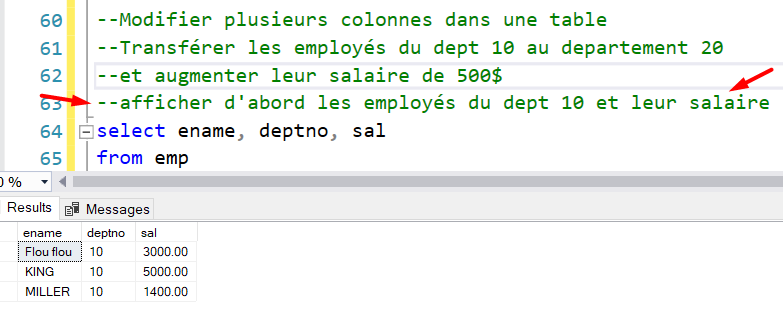 60 --Modifier plusieurs colonnes dans une table
61 --Transférer les employés du dept 10 au departement 20
62 --et augmenter leur salaire de 500$
63 --afficher d'abord les employés du dept 10 et leur salaire
64 select ename, deptno, sal
65 from emp
0 %
Results Messages
ename deptno sal
Flou flou 10 3000.00
KING 10 5000.00
MILLER 10 1400.00